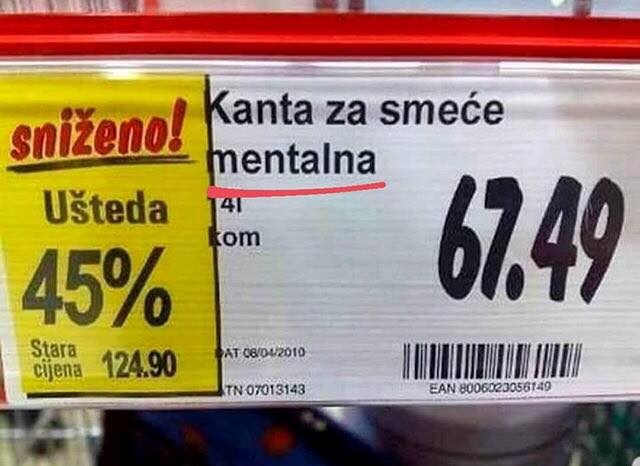 sniženo!
Ušteda
45%
Stara
cijena 124.90
Kanta za smeće
mentalna
4l
kom
67.49
DAT 08/04/2010
ATN 07013143
EAN 8006023056149